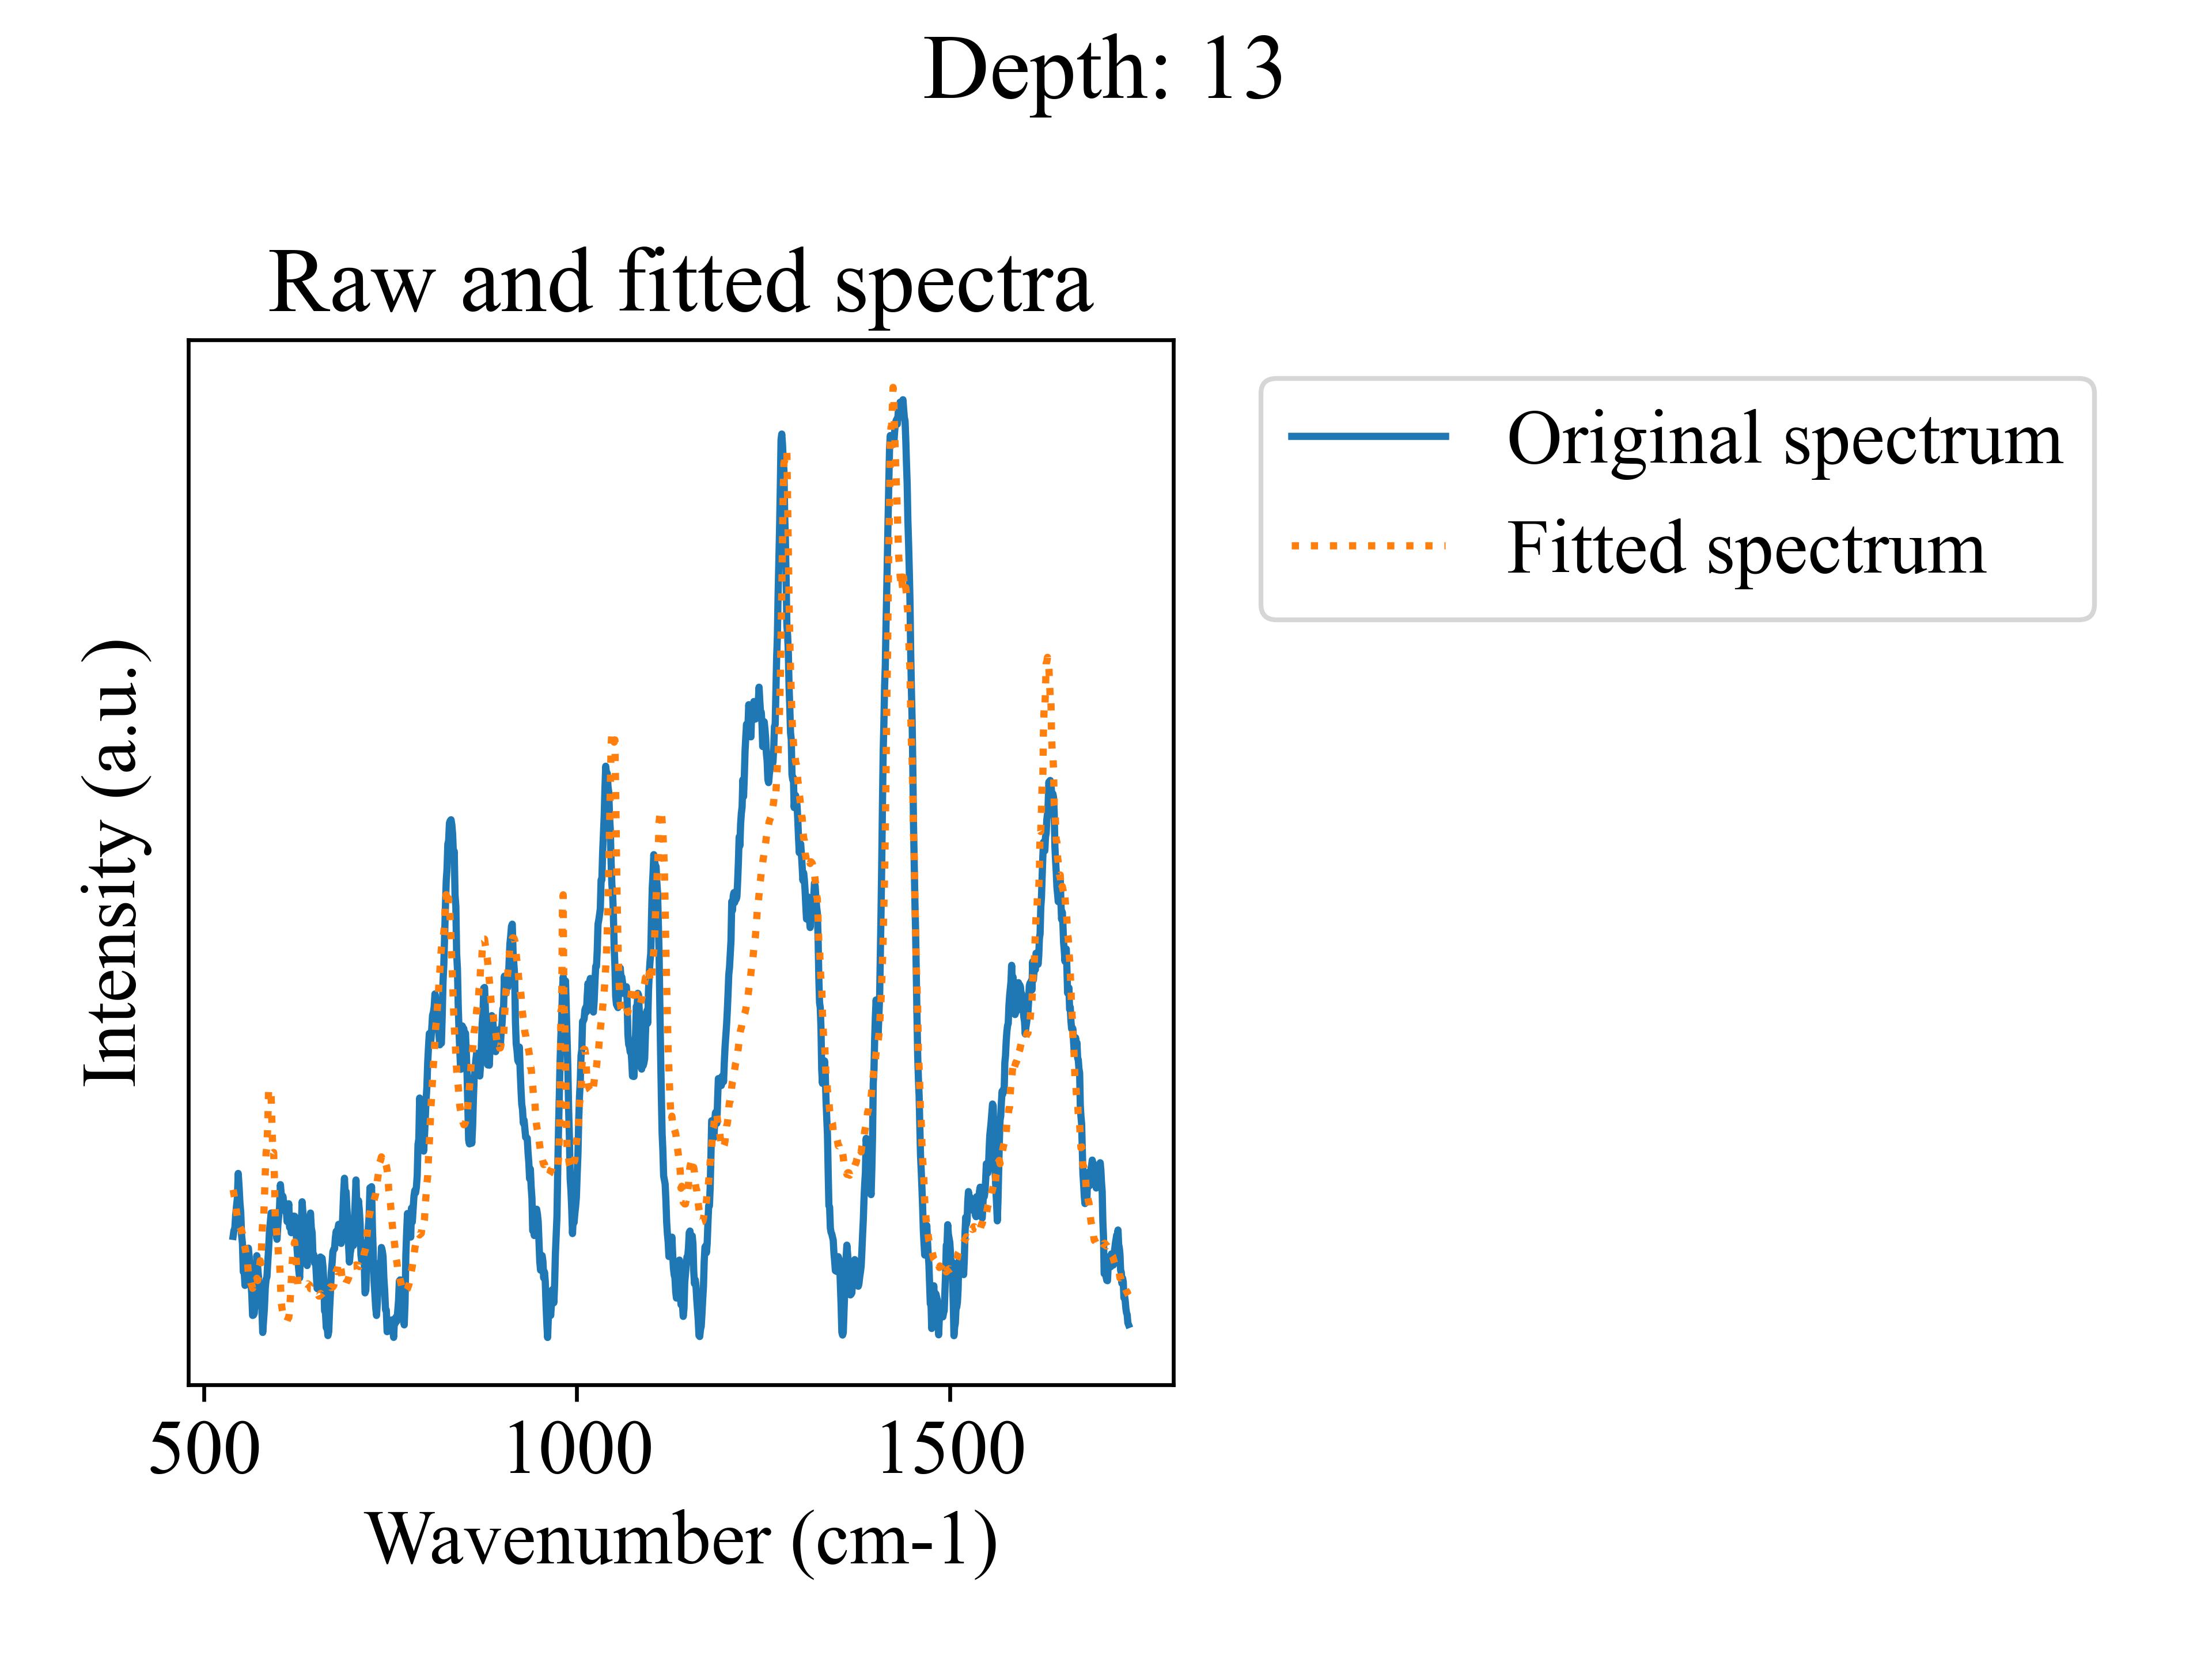 Depth: 13
Raw and fitted spectra
Original spectrum
Fitted spectrum
Intensity (a.u.)
500 1000 1500
Wavenumber (cm-1)